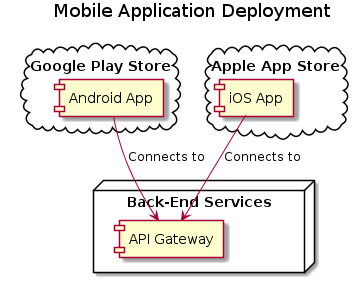 Mobile Application Deployment
Google Play Store
Apple App Store
Android App
iOS App
Connects to
Connects to
Back-End Services
API Gateway